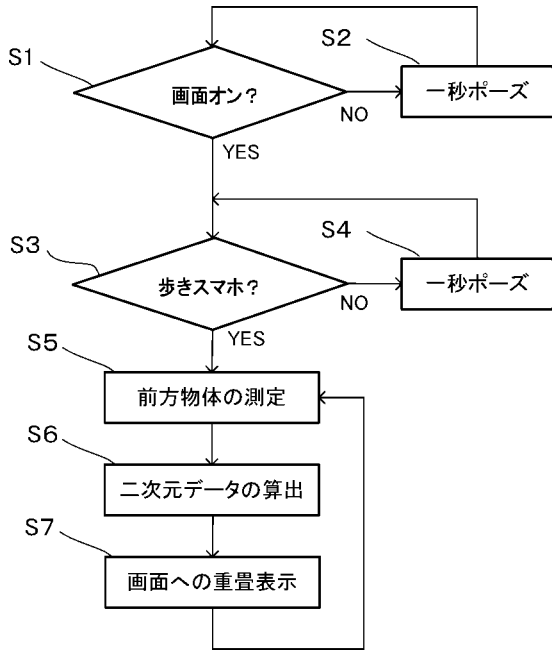 S1
画面オン？
S2
一秒ポーズ
NO
YES
S3
歩きスマホ？
S4
一秒ポーズ
NO
YES
S5
前方物体の測定
S6
二次元データの算出
S7
画面への重畳表示